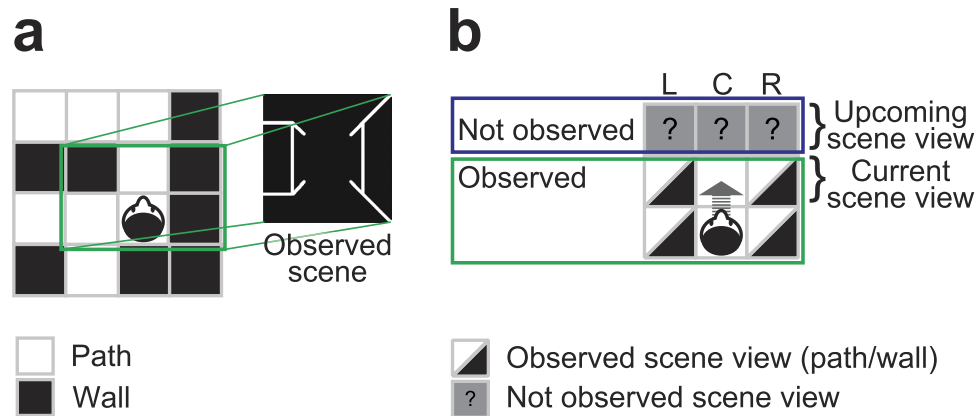 a
Observed
scene
Path
Wall
b
L C R
Not observed ? ? ? Upcoming
scene view
Observed Current
scene view
Observed scene view (path/wall)
? Not observed scene view